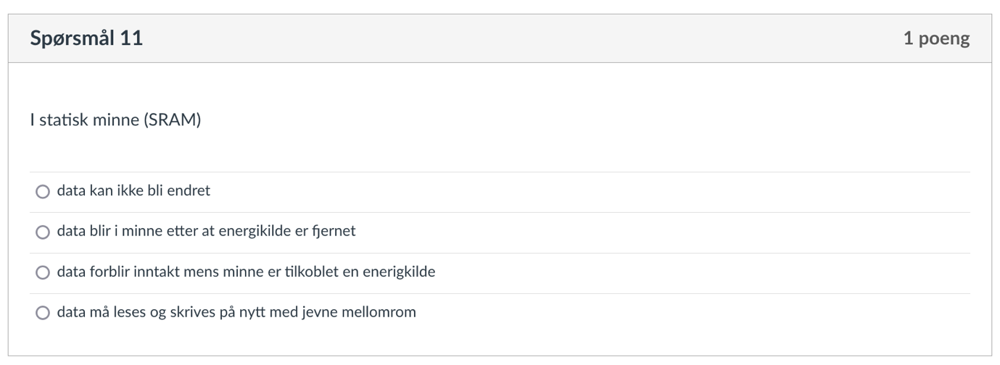 Spørsmål 11
1 poeng
I statisk minne (SRAM)
data kan ikke bli endret
data blir i minne etter at energikilde er fjernet
data forblir inntakt mens minne er tilkoblet en enerigkilde
data må leses og skrives på nytt med jevne mellomrom